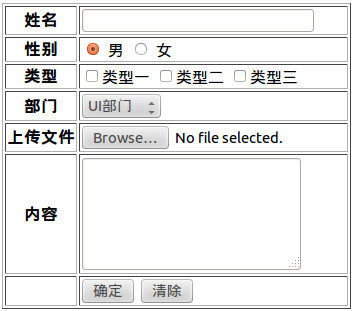 姓名
性别 男 女
类型 类型一 类型二 类型三
部门 UI部门
上传文件 Browse... No file selected.
内容
确定 清除